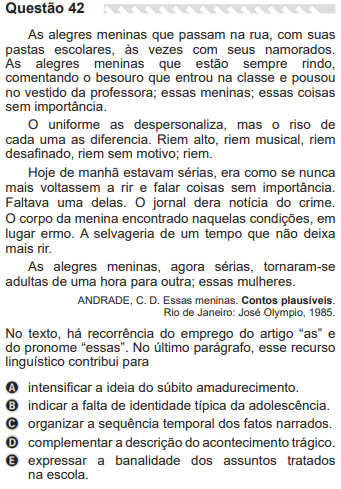 Questão 42
As alegres meninas que passam na rua, com suas
pastas escolares, às vezes com seus namorados.
As alegres meninas que estão sempre rindo,
comentando o besouro que entrou na classe e pousou
no vestido da professora; essas meninas; essas coisas
sem importância.
O uniforme as despersonaliza, mas o riso de
cada uma as diferencia. Riem alto, riem musical, riem
desafinado, riem sem motivo; riem.
Hoje de manhã estavam sérias, era como se nunca
mais voltassem a rir e falar coisas sem importância.
Faltava uma delas. O jornal dera notícia do crime.
O corpo da menina encontrado naquelas condições, em
lugar ermo. A selvageria de um tempo que não deixa
mais rir.
As alegres meninas, agora sérias, tornaram-se
adultas de uma hora para outra; essas mulheres.
ANDRADE, C. D. Essas meninas. Contos plausíveis.
Rio de Janeiro: José Olympio, 1985.
No texto, há recorrência do emprego do artigo “as” e
do pronome “essas”. No último parágrafo, esse recurso
linguístico contribui para
A intensificar a ideia do súbito amadurecimento.
B indicar a falta de identidade típica da adolescência.
C organizar a sequência temporal dos fatos narrados.
D complementar a descrição do acontecimento trágico.
E expressar a banalidade dos assuntos tratados
na escola.